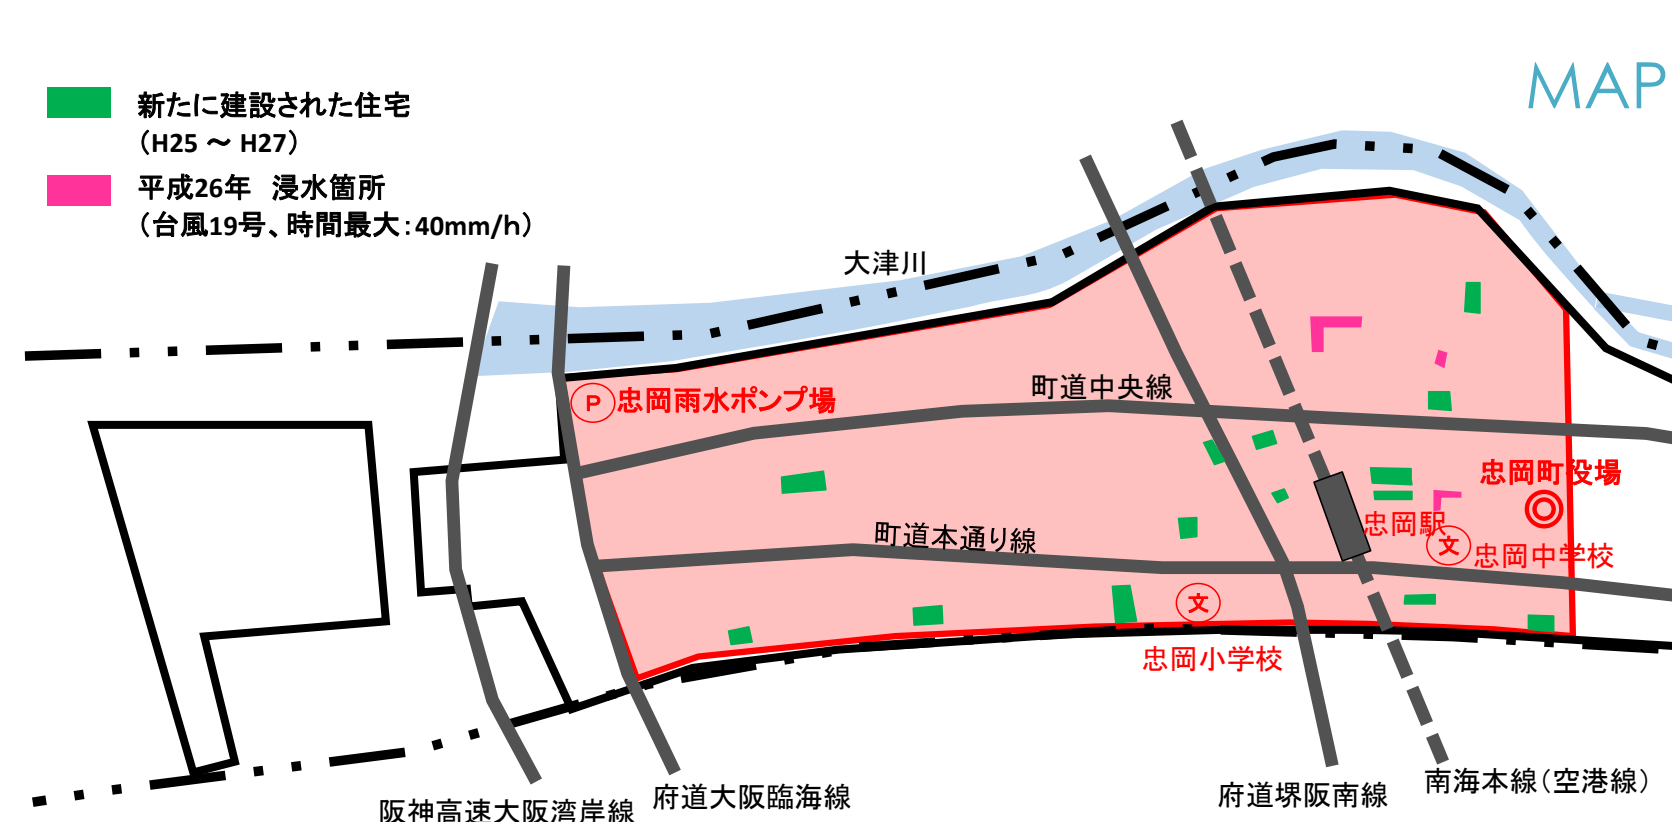 MAP
新たに建設された住宅
（H25 ～ H27）
平成26年　浸水箇所
（台風19号、時間最大：40mm/h）
大津川
町道中央線
P 忠岡雨水ポンプ場
忠岡町役場
町道本通り線
忠岡駅
文 忠岡中学校
文
忠岡小学校
阪神高速大阪湾岸線
府道大阪臨海線
府道堺阪南線
南海本線（空港線）